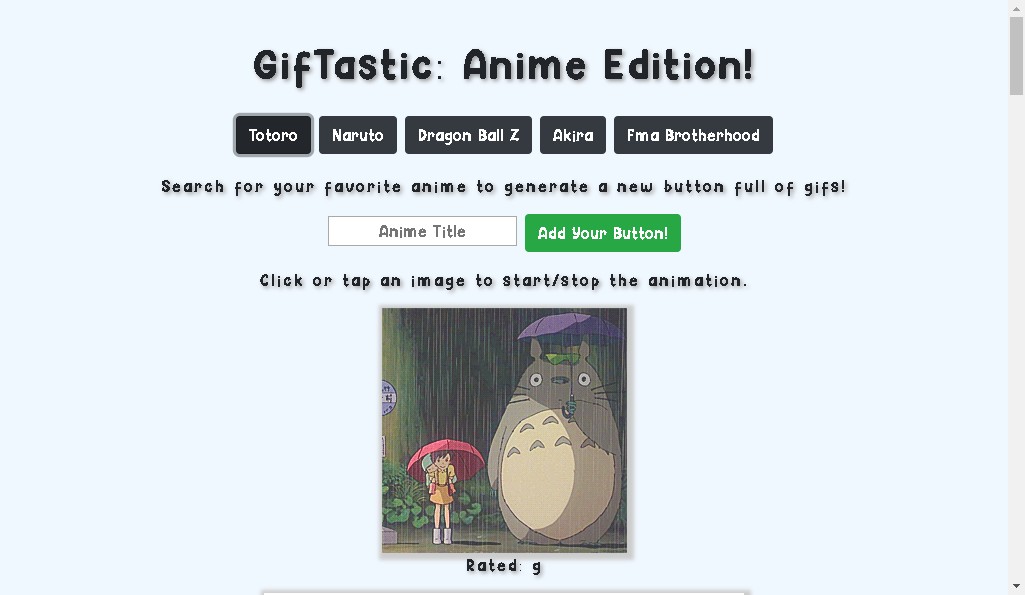 GifTastic: Anime Edition!
Totoro Naruto Dragon Ball Z Akira Fma Brotherhood
Search for your favorite anime to generate a new button full of gifs!
Anime Title Add Your Button!
Click or tap an image to start/stop the animation.
Rated: g